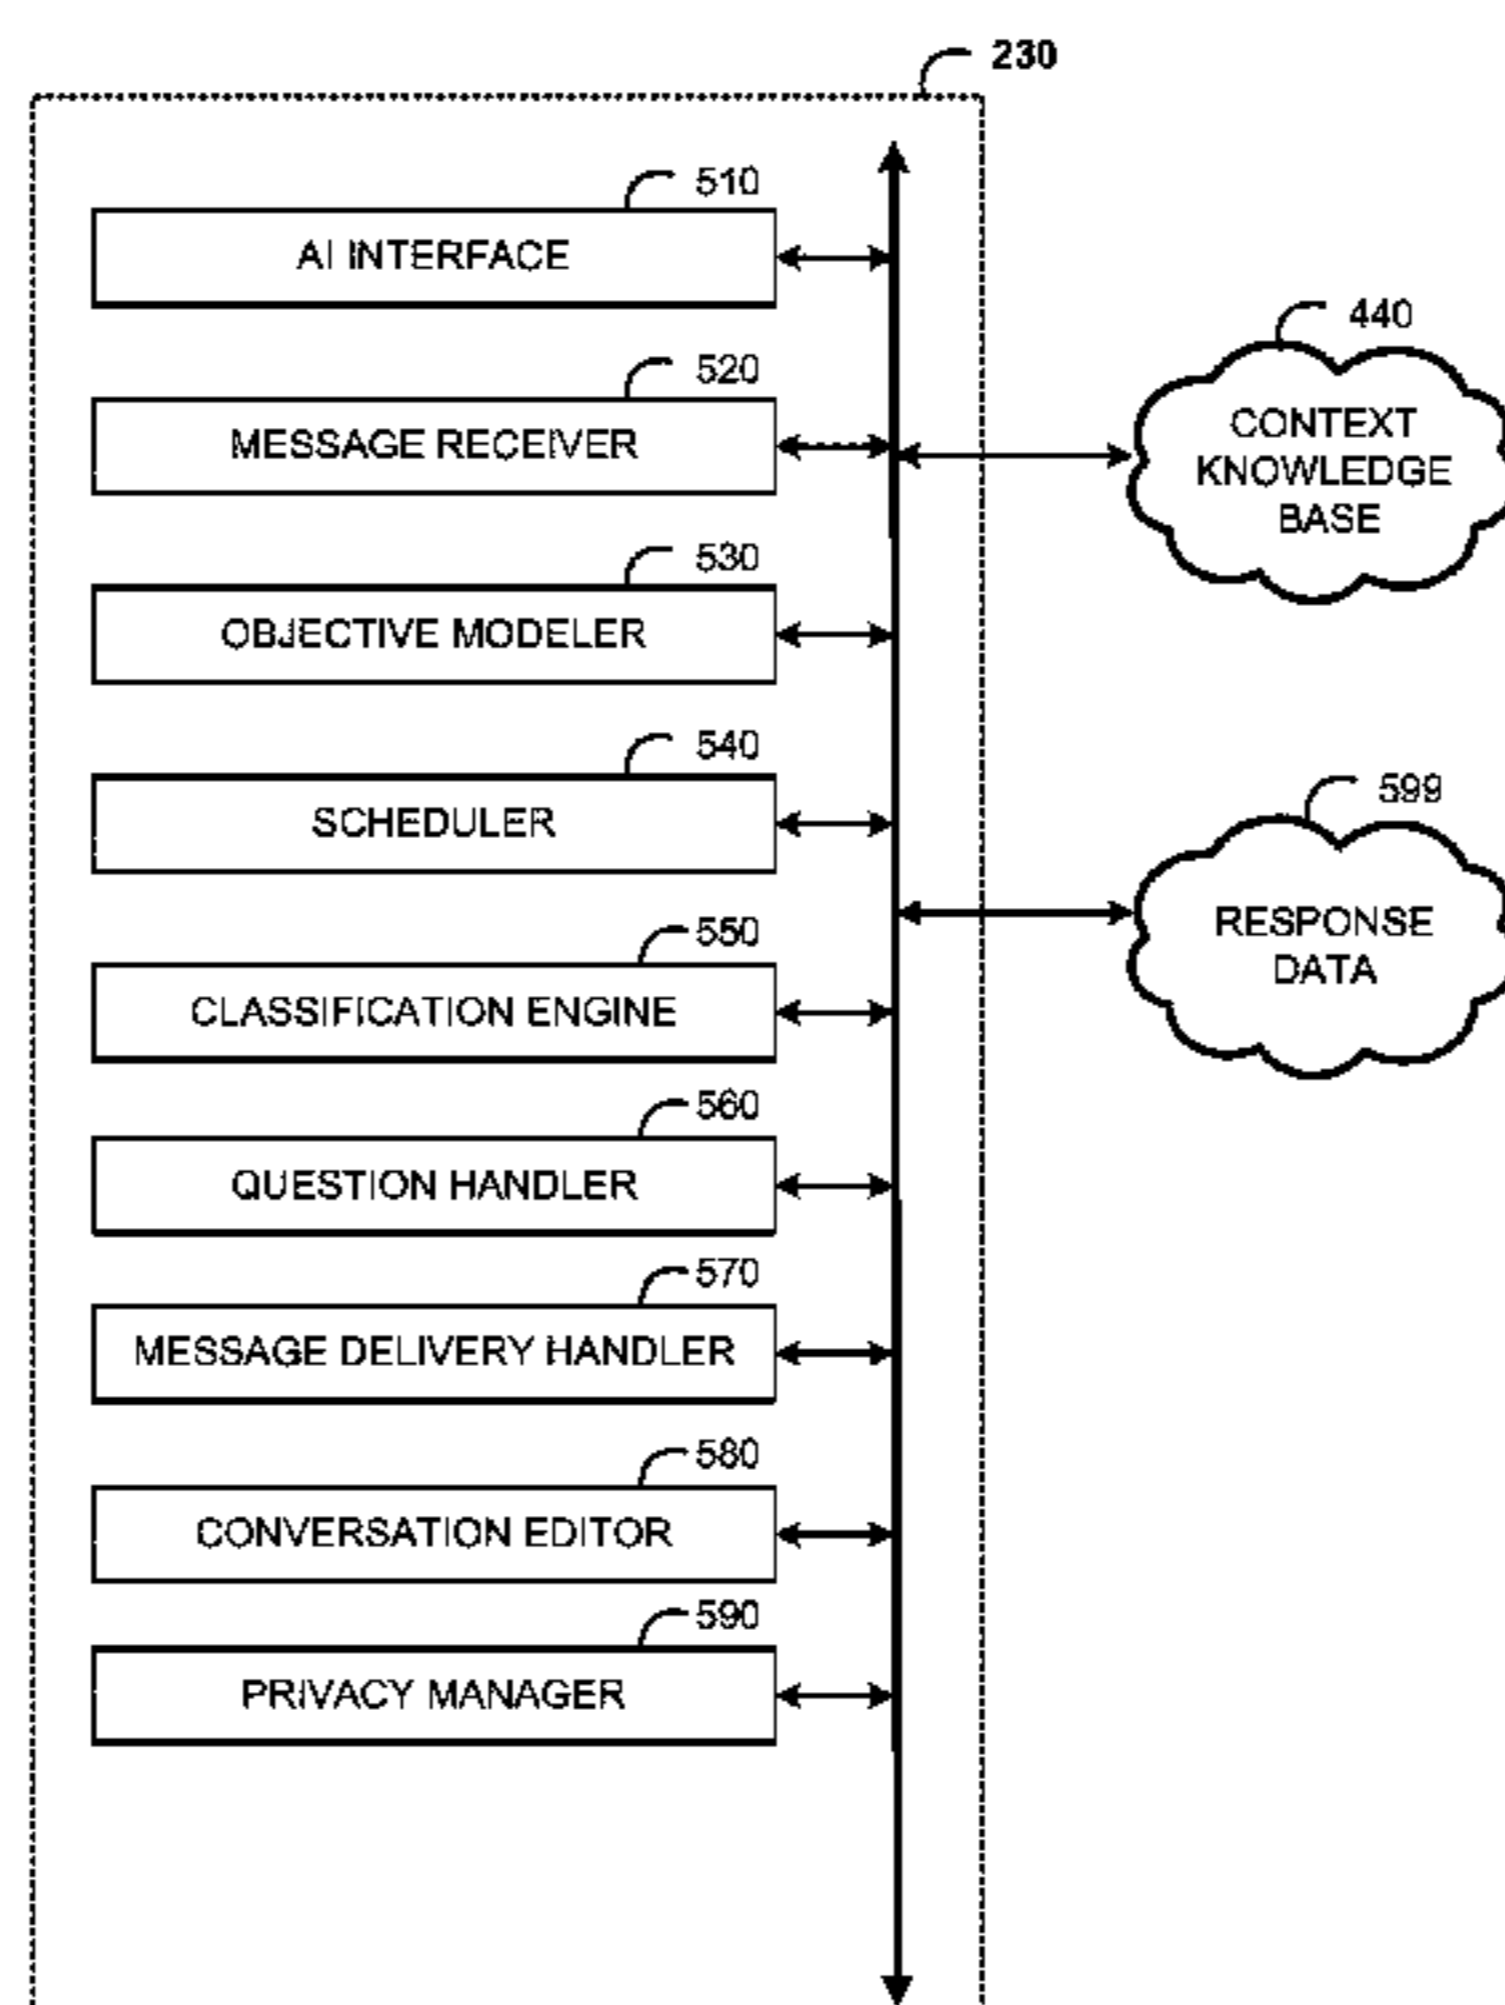 230
510
AI INTERFACE
520
MESSAGE RECEIVER
530
OBJECTIVE MODELER
540
SCHEDULER
550
CLASSIFICATION ENGINE
560
QUESTION HANDLER
570
MESSAGE DELIVERY HANDLER
580
CONVERSATION EDITOR
590
PRIVACY MANAGER
440
CONTEXT
KNOWLEDGE
BASE
599
RESPONSE
DATA